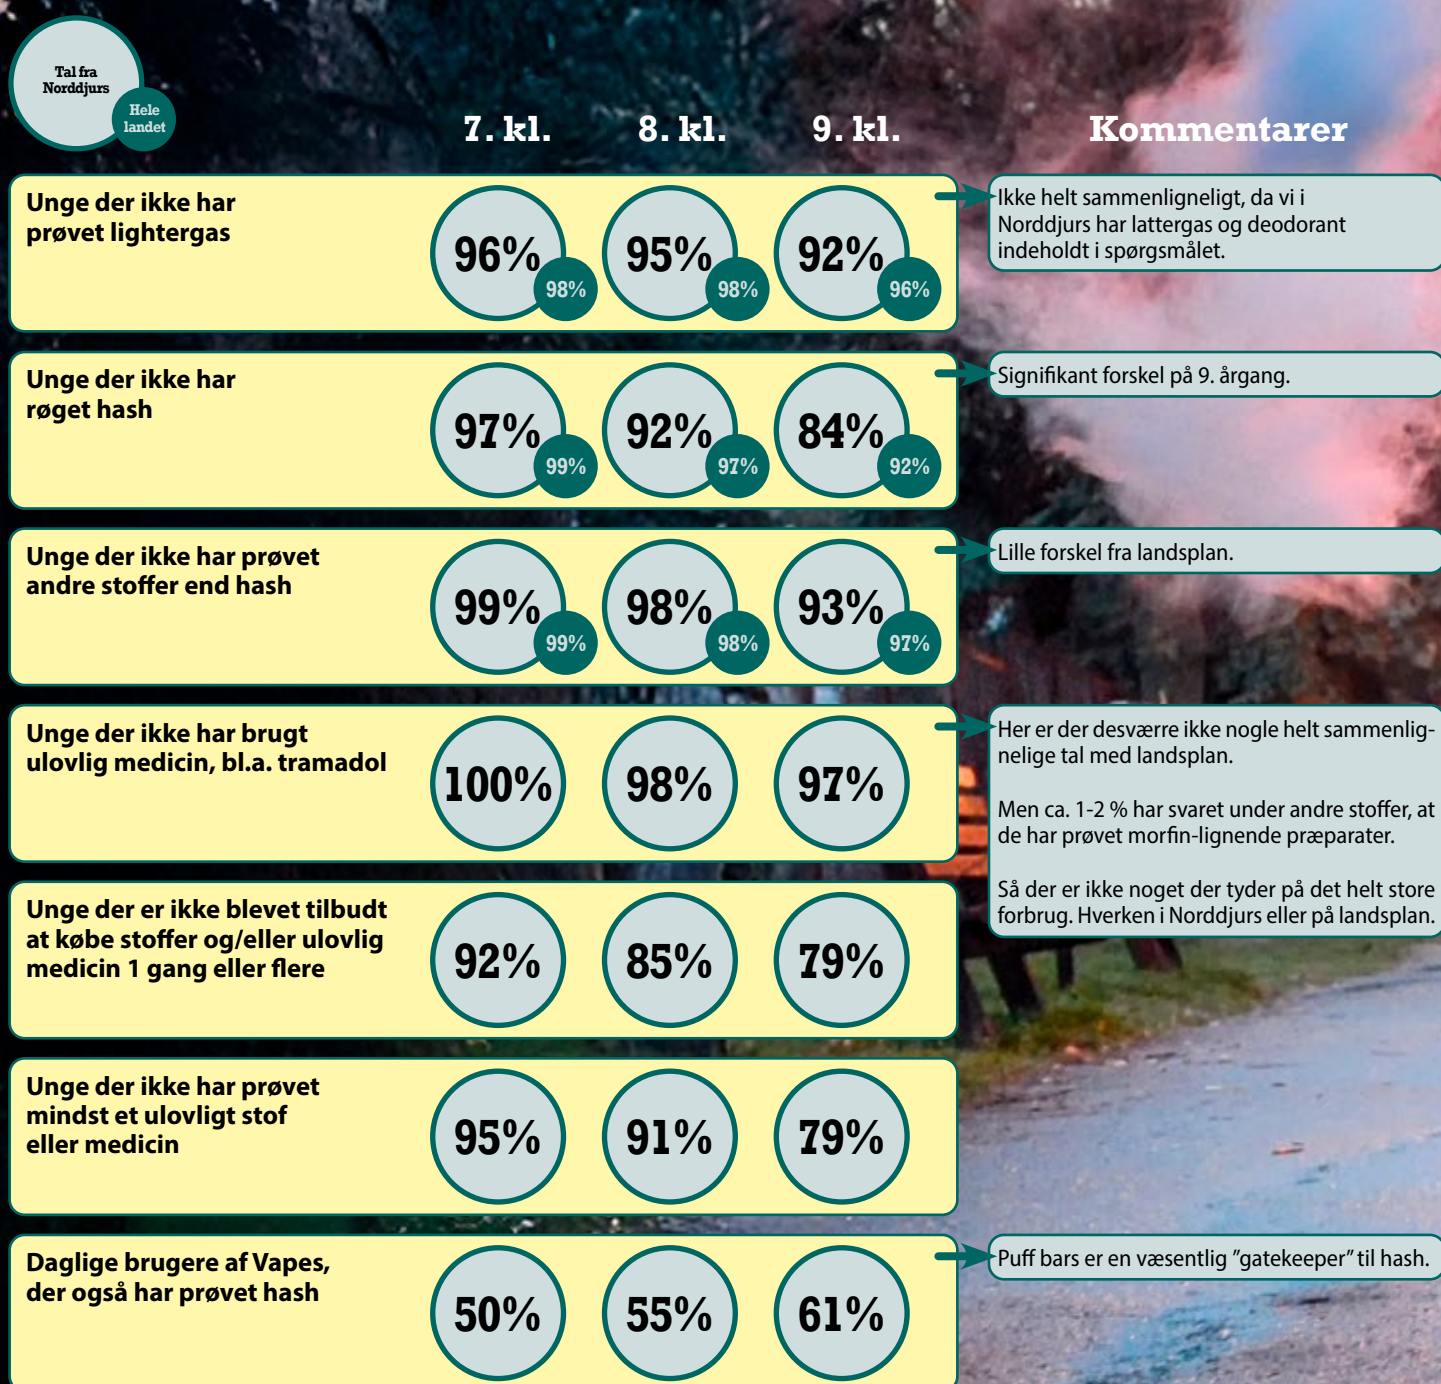 Tal fra
Norddjurs
Hele
landet
7. kl. 8. kl. 9. kl. Kommentarer
Unge der ikke har
prøvet lightergas
96% 98% 95% 98% 92% 96%
Ikke helt sammenligneligt, da vi i
Norddjurs har lattergas og deodorant
indeholdt i spørgsmålet.
Unge der ikke har
røget hash
97% 99% 92% 97% 84% 92%
Signifikant forskel på 9. årgang.
Unge der ikke har prøvet
andre stoffer end hash
99% 99% 98% 98% 93% 97%
Lille forskel fra landsplan.
Unge der ikke har brugt
ulovlig medicin, bl.a. tramadol
100% 98% 97%
Her er der desværre ikke nogle helt sammenlig-
nelige tal med landsplan.
Men ca. 1-2 % har svaret under andre stoffer, at
de har prøvet morfin-lignende præparater.
Så der er ikke noget der tyder på det helt store
forbrug. Hverken i Norddjurs eller på landsplan.
Unge der er ikke blevet tilbudt
at købe stoffer og/eller ulovlig
medicin 1 gang eller flere
92% 85% 79%
Unge der ikke har prøvet
mindst et ulovligt stof
eller medicin
95% 91% 79%
Daglige brugere af Vapes,
der også har prøvet hash
50% 55% 61%
Puff bars er en væsentlig ”gatekeeper” til hash.